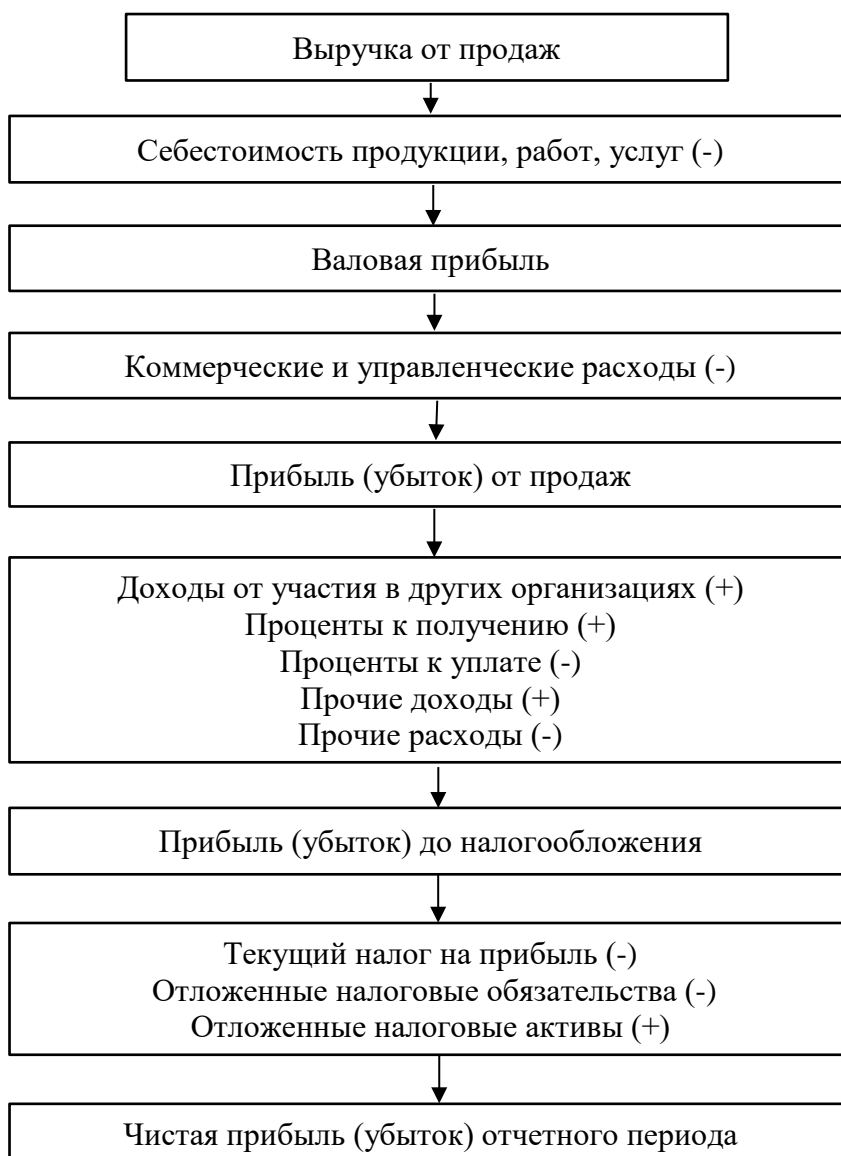 Выручка от продаж
Себестоимость продукции, работ, услуг (-)
Валовая прибыль
Коммерческие и управленческие расходы (-)
Прибыль (убыток) от продаж
Доходы от участия в других организациях (+)
Проценты к получению (+)
Проценты к уплате (-)
Прочие доходы (+)
Прочие расходы (-)
Прибыль (убыток) до налогообложения
Текущий налог на прибыль (-)
Отложенные налоговые обязательства (-)
Отложенные налоговые активы (+)
Чистая прибыль (убыток) отчетного периода